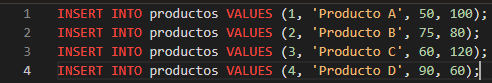 1 INSERT INTO productos VALUES (1, 'Producto A', 50, 100);
2 INSERT INTO productos VALUES (2, 'Producto B', 75, 80);
3 INSERT INTO productos VALUES (3, 'Producto C', 60, 120);
4 INSERT INTO productos VALUES (4, 'Producto D', 90, 60);